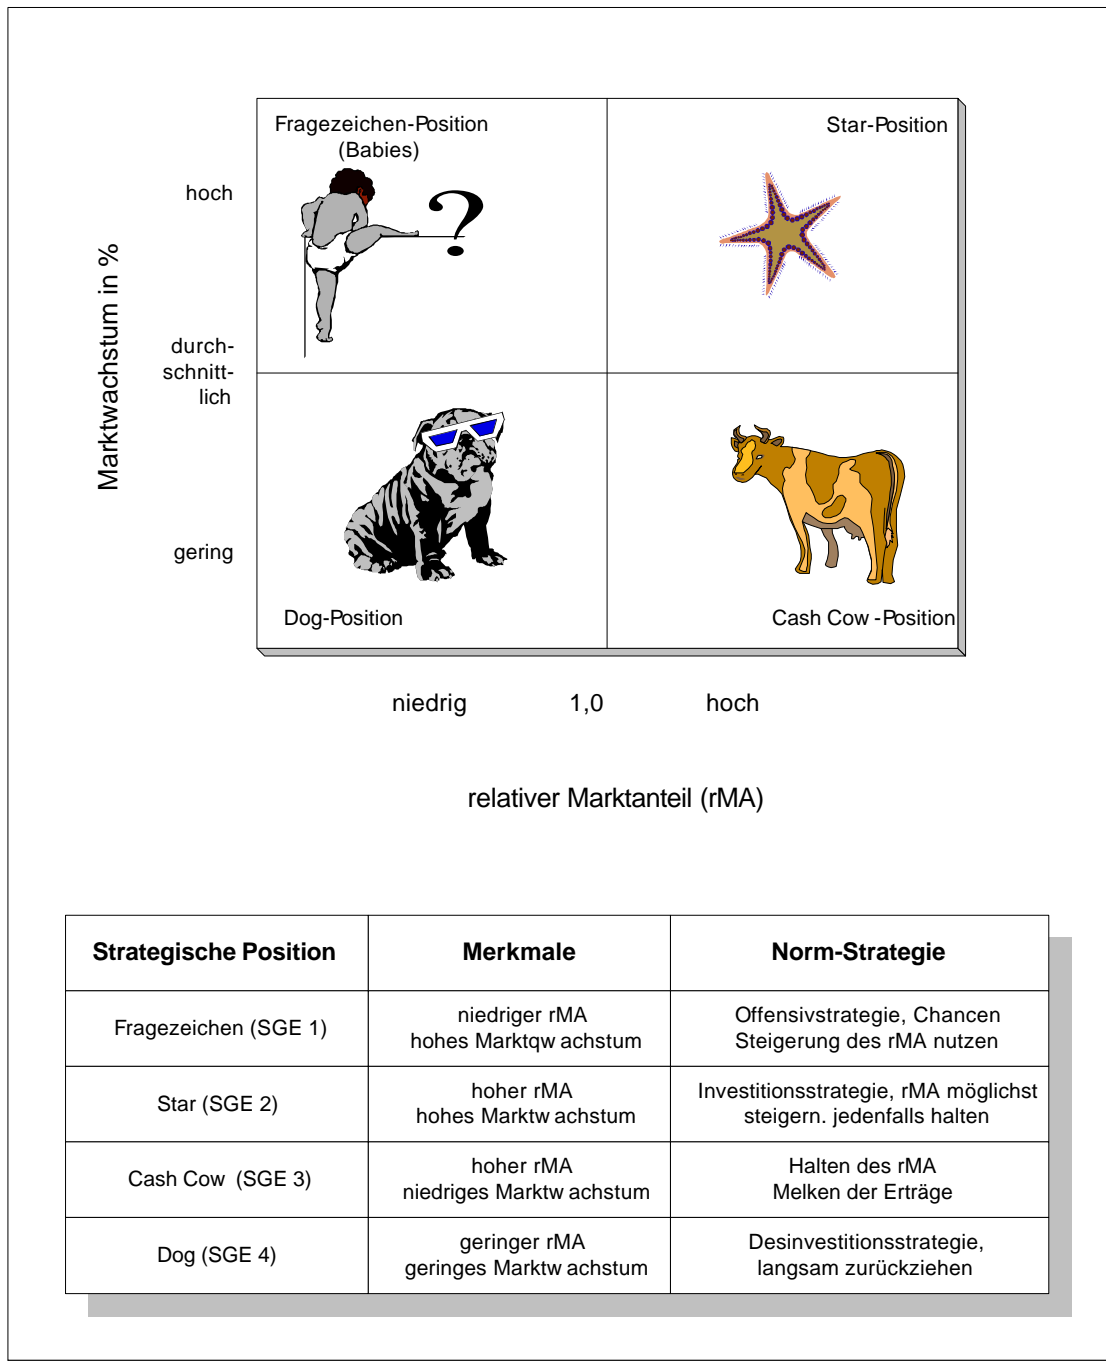 Fragezeichen-Position
(Babies)
Star-Position
?
hoch
Marktwachstum in %
durch-
schnitt-
lich
gering
Dog-Position
Cash Cow -Position
niedrig 1,0 hoch
relativer Marktanteil (rMA)
Strategische Position Merkmale Norm-Strategie
Fragezeichen (SGE 1)
niedriger rMA
hohes Marktqw achstum
Offensivstrategie, Chancen
Steigerung des rMA nutzen
Star (SGE 2)
hoher rMA
hohes Marktw achstum
Investitionsstrategie, rMA möglichst
steigern. jedenfalls halten
Cash Cow (SGE 3)
hoher rMA
niedriges Marktw achstum
Halten des rMA
Melken der Erträge
Dog (SGE 4)
geringer rMA
geringes Marktw achstum
Desinvestitionsstrategie,
langsam zurückziehen